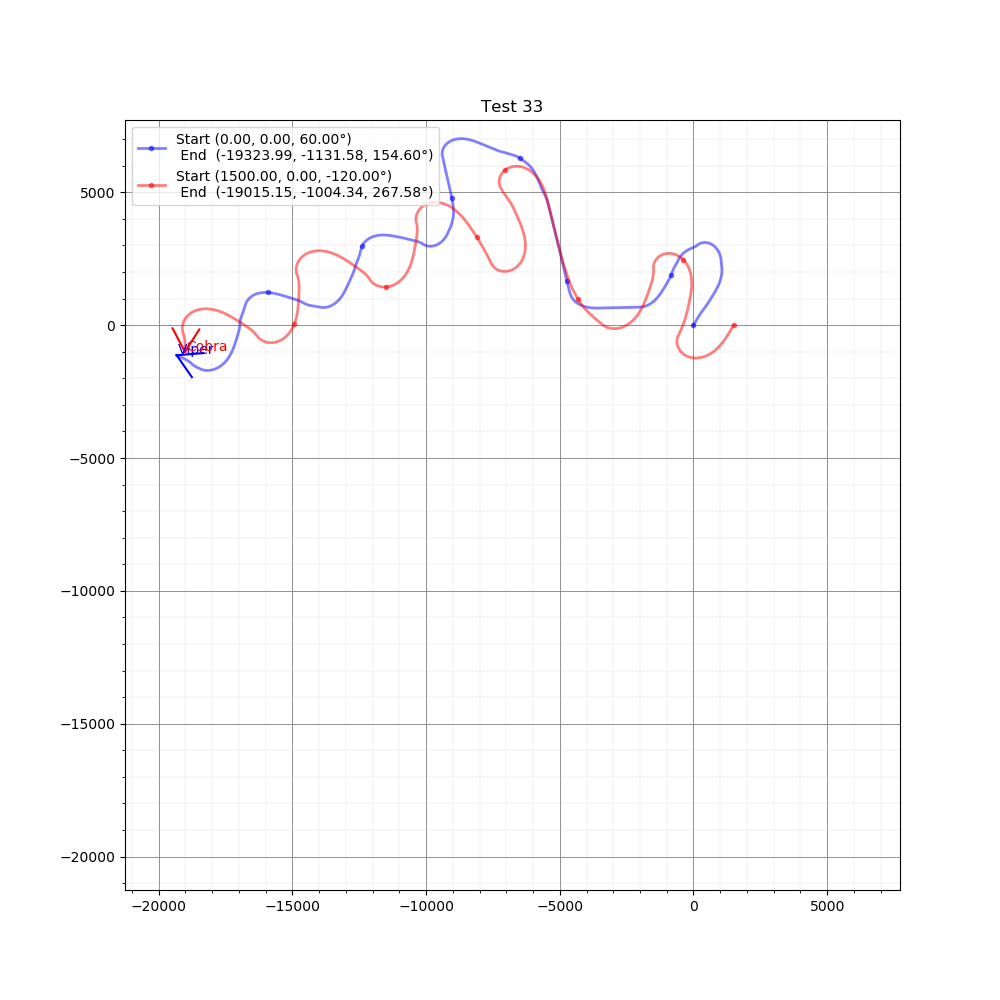 Test 33
Start (0.00, 0.00, 60.00°)
End  (-19323.99, -1131.58, 154.60°)
Start (1500.00, 0.00, -120.00°)
End  (-19015.15, -1004.34, 267.58°)
5000
0
−5000
−10000
−15000
−20000
Viper
Cobra
−20000
−15000
−10000
−5000
0
5000